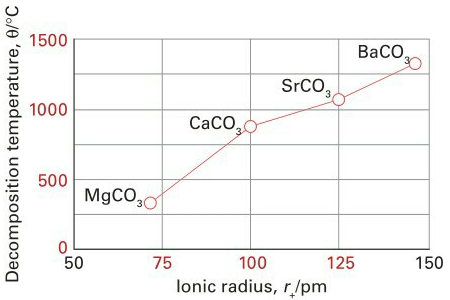 Decomposition temperature, θ/°C
1500
1000
500
0
BaCO₃
SrCO₃
CaCO₃
MgCO₃
50 75 100 125 150
Ionic radius, r₊/pm